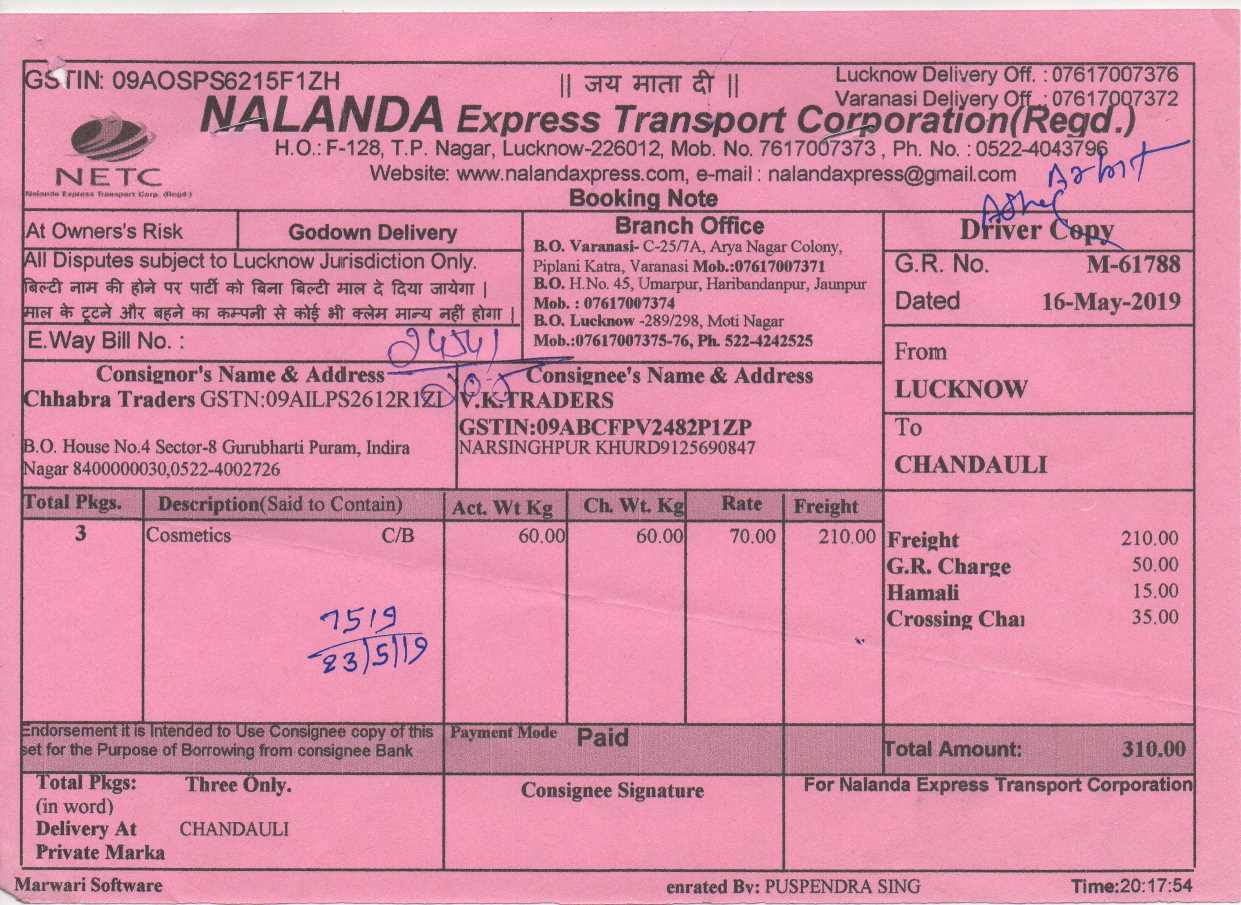 GSTIN: 09AOSPS6215F1ZH
|| जय माता दी ||
Lucknow Delivery Off. : 07617007376
Varanasi Delivery Off. : 07617007372
NALANDA Express Transport Corporation(Regd.)
H.O.: F-128, T.P. Nagar, Lucknow-226012, Mob. No. 7617007373 , Ph. No. : 0522-4043796
NETC
Nalanda Express Transport Corp. (Regd.)
Website: www.nalandaxpress.com, e-mail : nalandaxpress@gmail.com
Booking Note
At Owners's Risk
Godown Delivery
All Disputes subject to Lucknow Jurisdiction Only.
बिल्टी नाम की होने पर पार्टी को बिना बिल्टी माल दे दिया जायेगा |
माल के टूटने और बहने का कम्पनी से कोई भी क्लेम मान्य नहीं होगा |
E.Way Bill No. :
24541
Branch Office
B.O. Varanasi- C-25/7A, Arya Nagar Colony,
Piplani Katra, Varanasi Mob.:07617007371
B.O. H.No. 45, Umarpur, Haribandanpur, Jaunpur
Mob. : 07617007374
B.O. Lucknow -289/298, Moti Nagar
Mob.:07617007375-76, Ph. 522-4242525
Driver Copy
G.R. No. M-61788
Dated 16-May-2019
From
LUCKNOW
To
CHANDAULI
Consignor's Name & Address
Chhabra Traders GSTN:09AILPS2612R1ZI
B.O. House No.4 Sector-8 Gurubharti Puram, Indira
Nagar 8400000030,0522-4002726
Consignee's Name & Address
V.K.TRADERS
GSTIN:09ABCFPV2482P1ZP
NARSINGHPUR KHURD9125690847
Total Pkgs. Description(Said to Contain) Act. Wt Kg Ch. Wt. Kg Rate Freight
3 Cosmetics C/B 60.00 60.00 70.00 210.00
7519
23/5/19
Freight 210.00
G.R. Charge 50.00
Hamali 15.00
Crossing Char 35.00
Endorsement it is Intended to Use Consignee copy of this
set for the Purpose of Borrowing from consignee Bank
Payment Mode Paid
Total Amount: 310.00
Total Pkgs: Three Only.
(in word)
Delivery At CHANDAULI
Private Marka
Consignee Signature
For Nalanda Express Transport Corporation
Marwari Software
enrated By: PUSPENDRA SING
Time:20:17:54